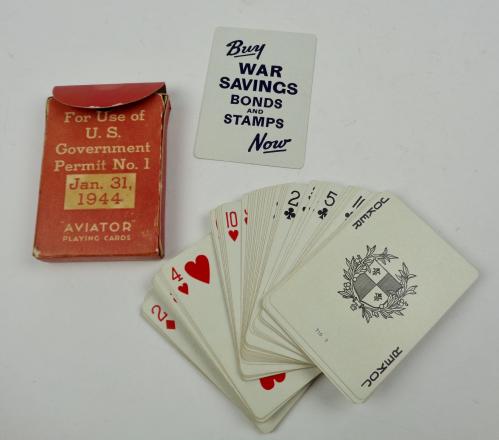 For Use of
U. S.
Government
Permit No. 1
Jan. 31,
1944
"AVIATOR"
PLAYING CARDS
Buy
WAR
SAVINGS
BONDS
AND
STAMPS
Now
2
4
10
2
5
JOKER
JOKER